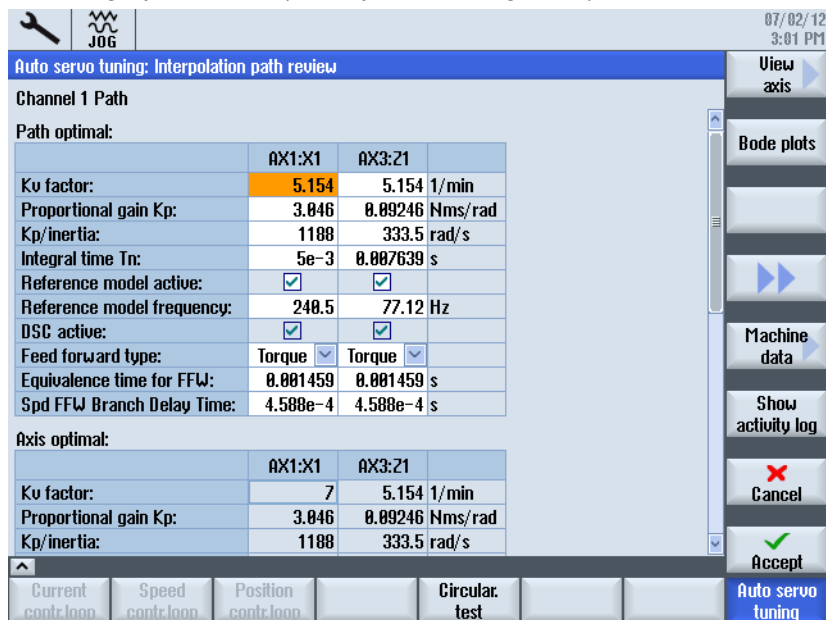 JOG
07/02/12
3:01 PM
Auto servo tuning: Interpolation path review
View axis
Channel 1 Path
Path optimal:
Bode plots
AX1:X1 AX3:Z1
Kv factor: 5.154 5.154 1/min
Proportional gain Kp: 3.046 0.09246 Nms/rad
Kp/inertia: 1188 333.5 rad/s
Integral time Tn: 5e-3 0.007639 s
Reference model active:
Reference model frequency: 240.5 77.12 Hz
DSC active:
Machine data
Feed forward type: Torque Torque
Equivalence time for FFW: 0.001459 0.001459 s
Spd FFW Branch Delay Time: 4.588e-4 4.588e-4 s
Show activity log
Axis optimal:
AX1:X1 AX3:Z1
Kv factor: 7 5.154 1/min
Cancel
Proportional gain Kp: 3.046 0.09246 Nms/rad
Kp/inertia: 1188 333.5 rad/s
Accept
Current contr.loop
Speed contr.loop
Position contr.loop
Circular. test
Auto servo tuning